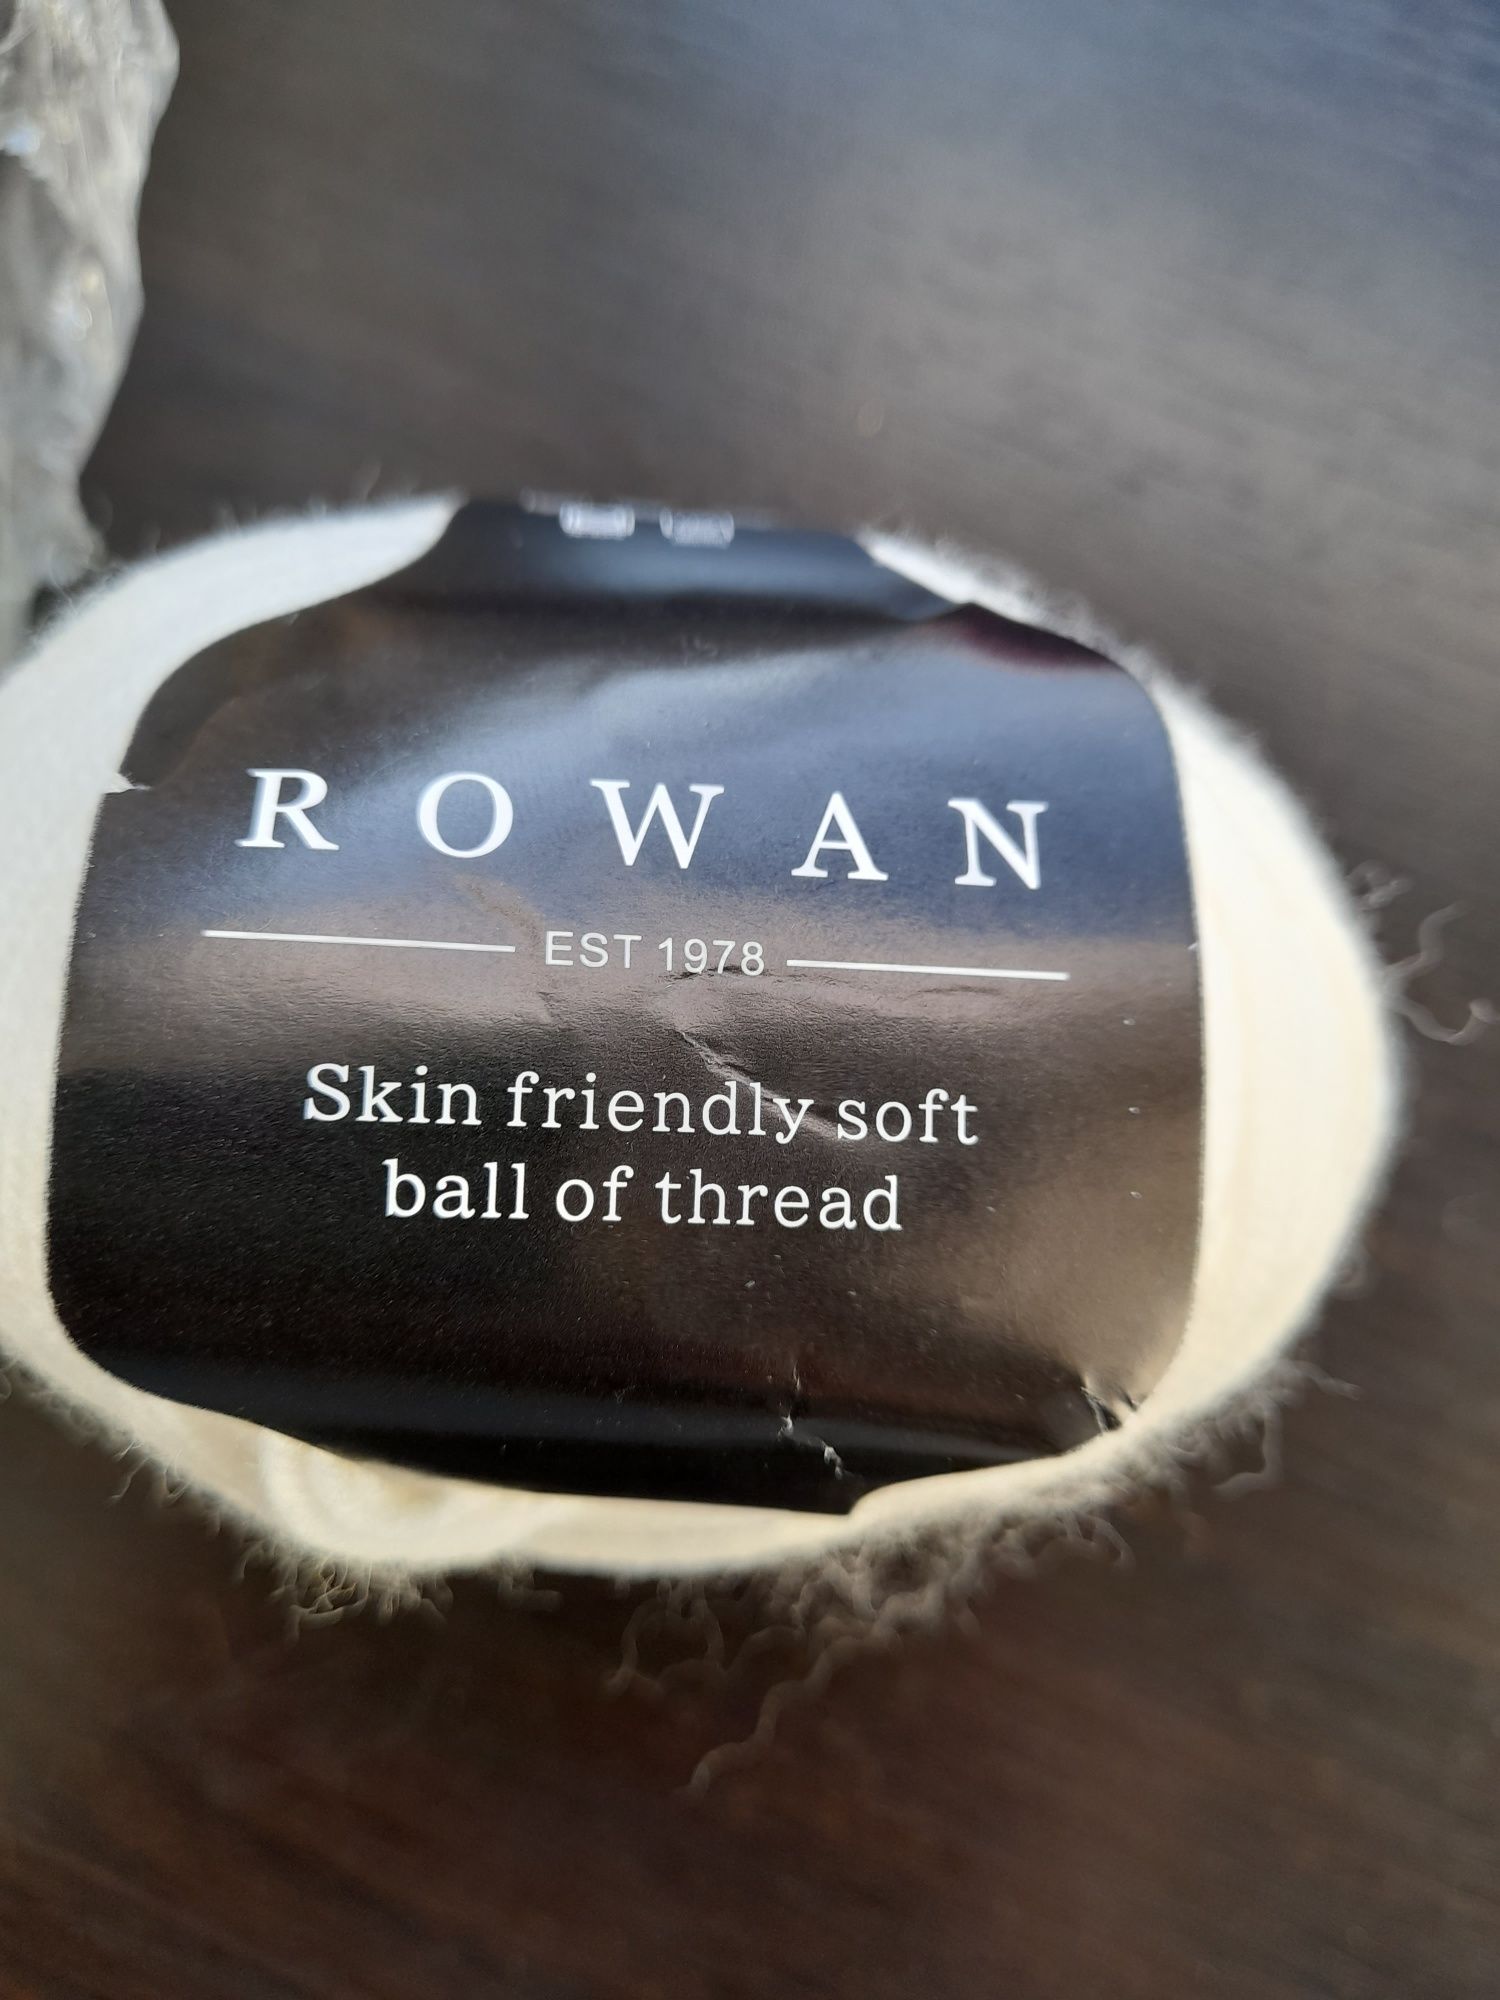 ROWAN
EST 1978
Skin friendly soft
ball of thread